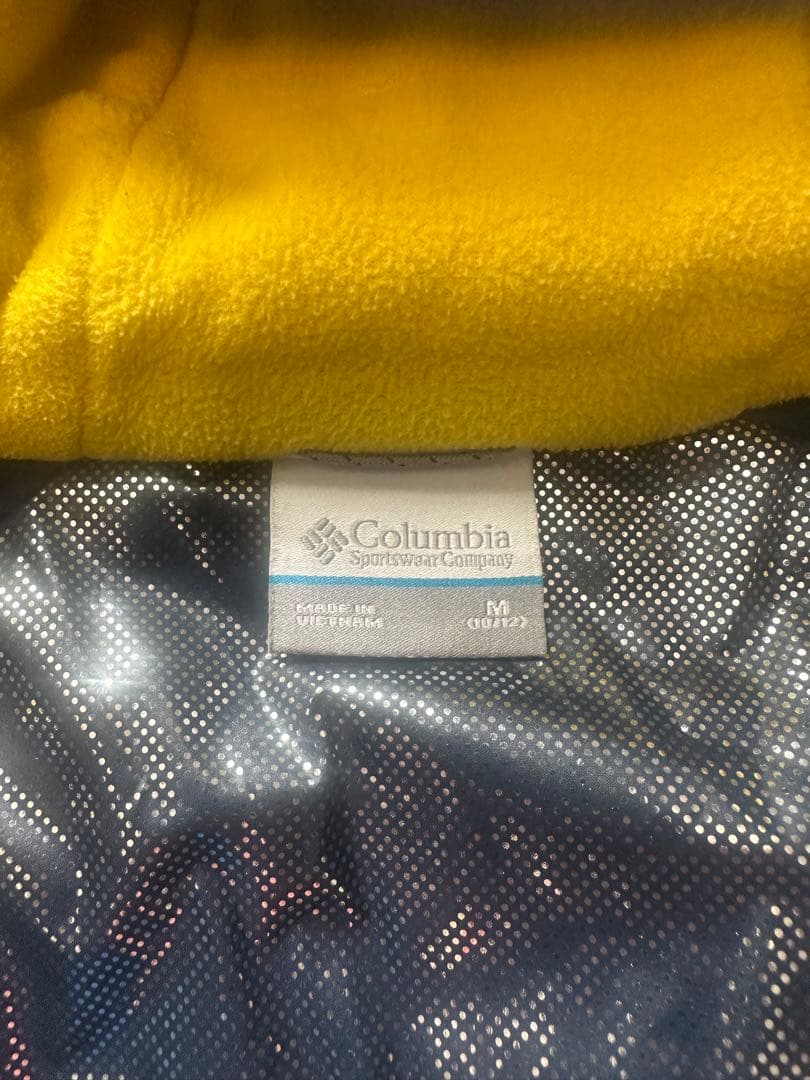 Columbia
Sportswear Company
MADE IN
VIETNAM
M
(10/12)